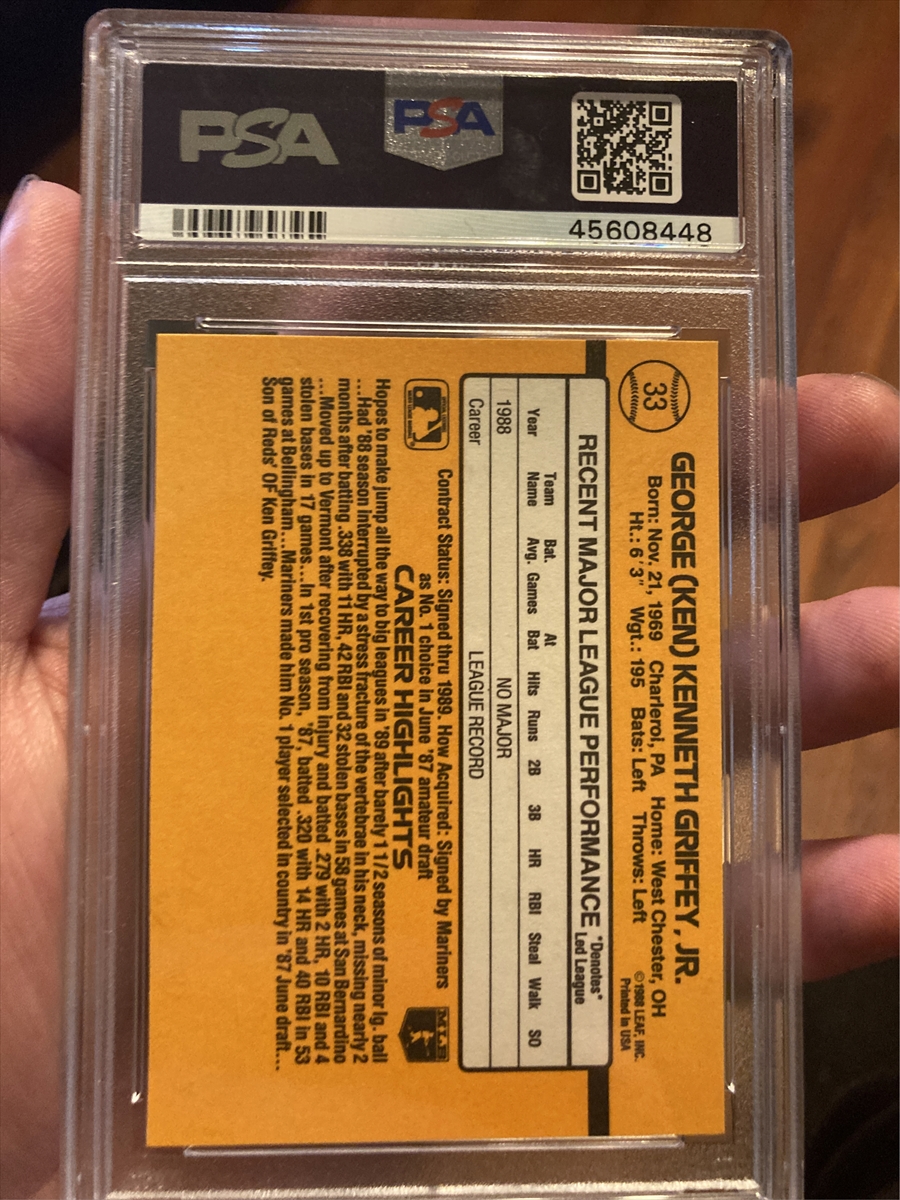 PSA
PSA
45608448
33
GEORGE (KEN) KENNETH GRIFFEY, JR.
Born: Nov. 21, 1969 Charlerol, PA Home: West Chester, OH
Ht.: 6'3" Wgt.: 195 Bats: Left Throws: Left
©1988 LEAF, INC.
Printed in USA
RECENT MAJOR LEAGUE PERFORMANCE
"Denotes"
Led League
Year Team Name Bat. Avg. Games At Bat Hits Runs 2B 3B HR RBI Steal Walk SO
1988 NO MAJOR
Career LEAGUE RECORD
Contract Status: Signed thru 1989. How Acquired: Signed by Mariners
as No. 1 choice in June '87 amateur draft
CAREER HIGHLIGHTS
MLB
Hopes to make jump all the way to big leagues in '89 after barely 1 1/2 seasons of minor lg. ball
...Had '88 season interrupted by a stress fracture of the vertebrae in his neck, missing nearly 2
months after batting .338 with 11 HR, 42 RBI and 32 stolen bases in 58 games at San Bernardino
...Moved up to Vermont after recovering from injury and batted .279 with 2 HR, 10 RBI and 4
stolen bases in 17 games...In 1st pro season, '87, batted .320 with 14 HR and 40 RBI in 53
games at Bellingham...Mariners made him No. 1 player selected in country in '87 June draft...
Son of Reds' OF Ken Griffey.